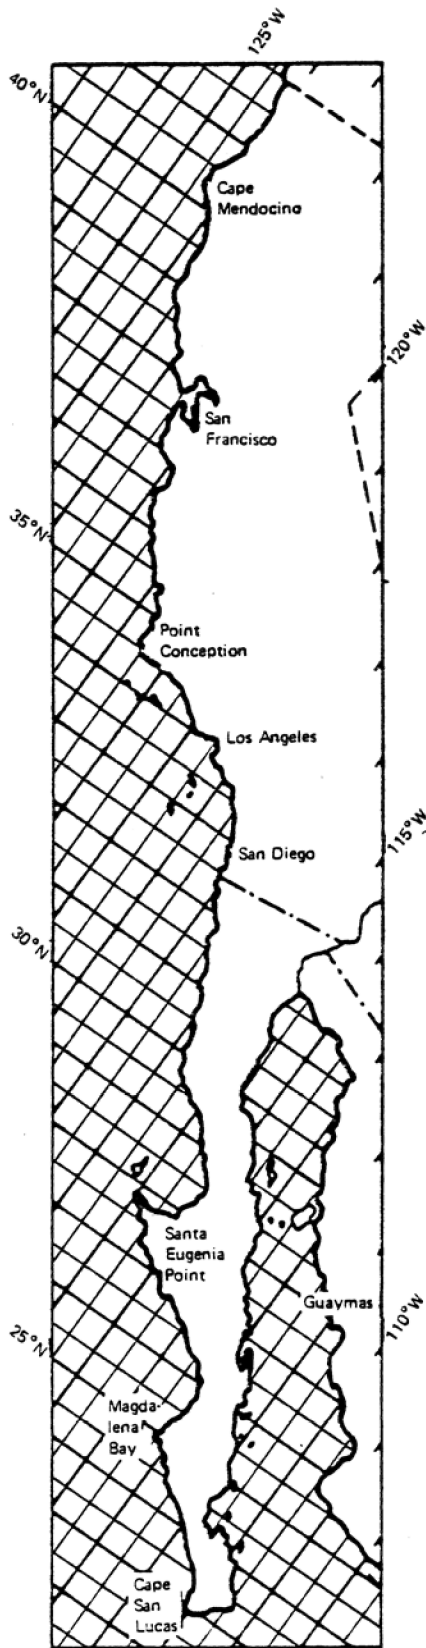 125°W
40°N
Cape
Mendocino
120°W
San
Francisco
35°N
Point
Conception
Los Angeles
115°W
San Diego
30°N
Santa
Eugenia
Point
Guaymas
110°W
25°N
Magda-
lena
Bay
Cape
San
Lucas